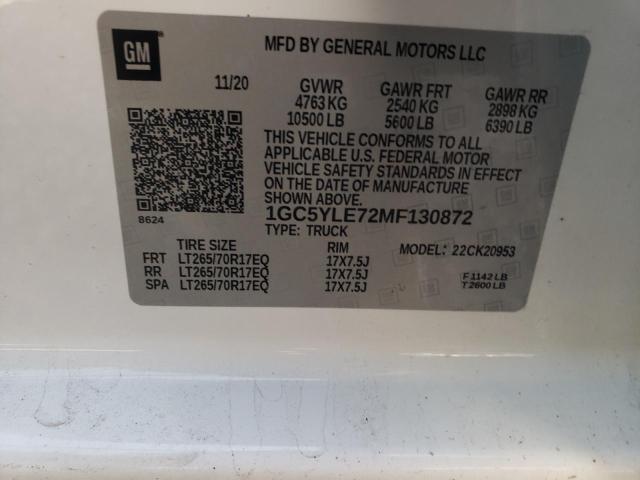 GM
MFD BY GENERAL MOTORS LLC
11/20 GVWR GAWR FRT GAWR RR
4763 KG 2540 KG 2898 KG
10500 LB 5600 LB 6390 LB
THIS VEHICLE CONFORMS TO ALL
APPLICABLE U.S. FEDERAL MOTOR
VEHICLE SAFETY STANDARDS IN EFFECT
ON THE DATE OF MANUFACTURE
SHOWN ABOVE.
8624 1GC5YLE72MF130872
TYPE: TRUCK
TIRE SIZE RIM MODEL: 22CK20953
FRT LT265/70R17EQ 17X7.5J
RR LT265/70R17EQ 17X7.5J F 1142 LB
SPA LT265/70R17EQ 17X7.5J T 2600 LB